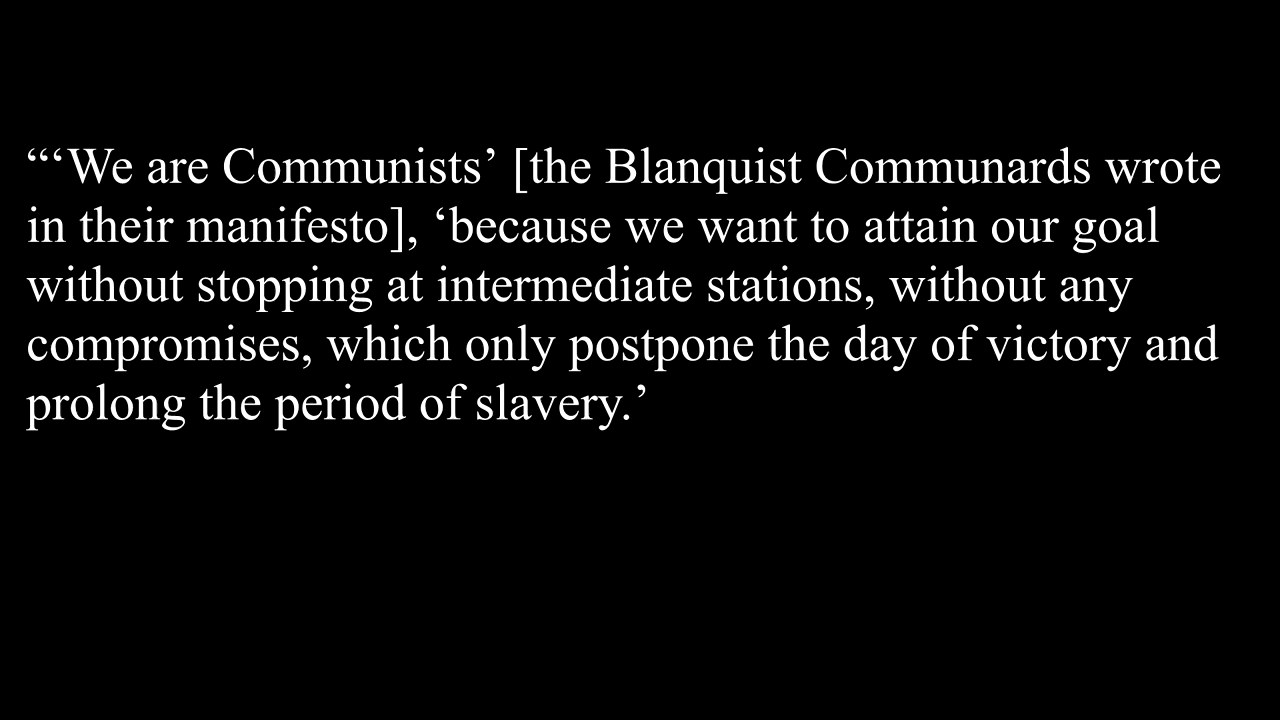 “‘We are Communists’ [the Blanquist Communards wrote
in their manifesto], ‘because we want to attain our goal
without stopping at intermediate stations, without any
compromises, which only postpone the day of victory and
prolong the period of slavery.’